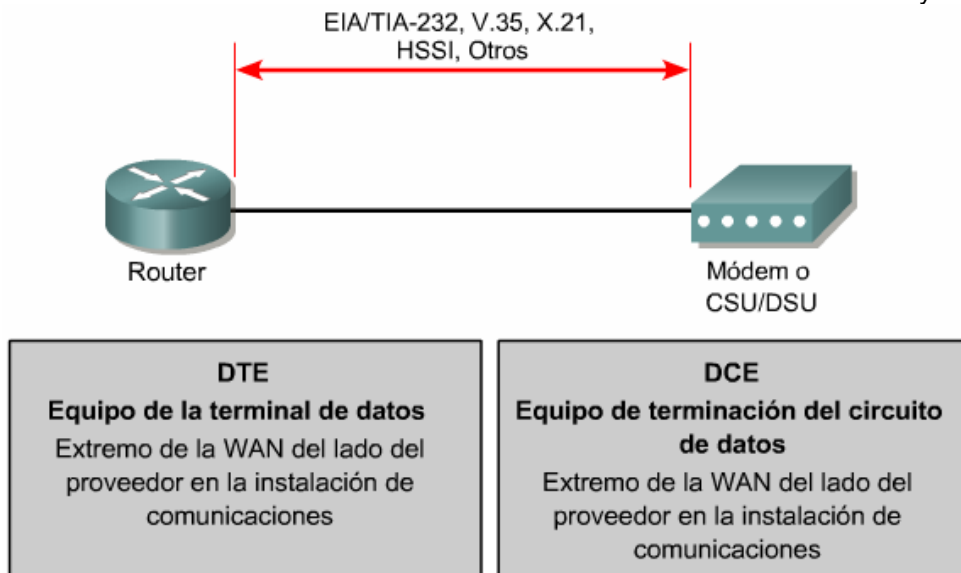 EIA/TIA-232, V.35, X.21,
HSSI, Otros
Router
Módem o
CSU/DSU
DTE
Equipo de la terminal de datos
Extremo de la WAN del lado del
proveedor en la instalación de
comunicaciones
DCE
Equipo de terminación del circuito
de datos
Extremo de la WAN del lado del
proveedor en la instalación de
comunicaciones